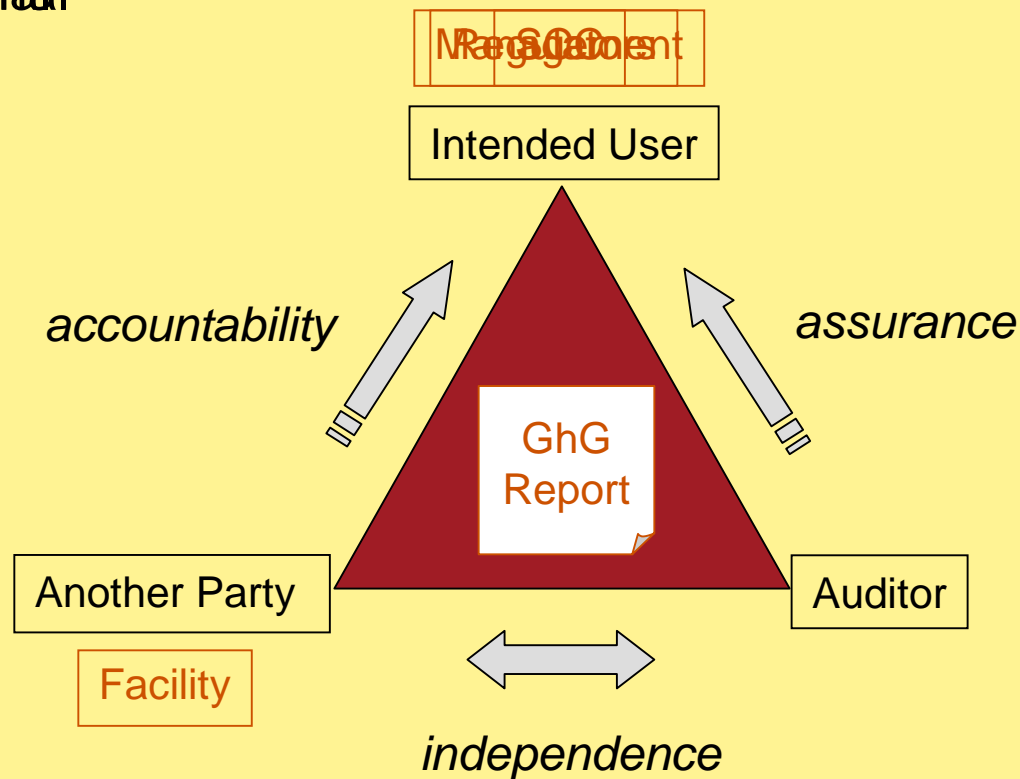 Intended User
accountability
assurance
GhG
Report
Another Party
Auditor
Facility
independence